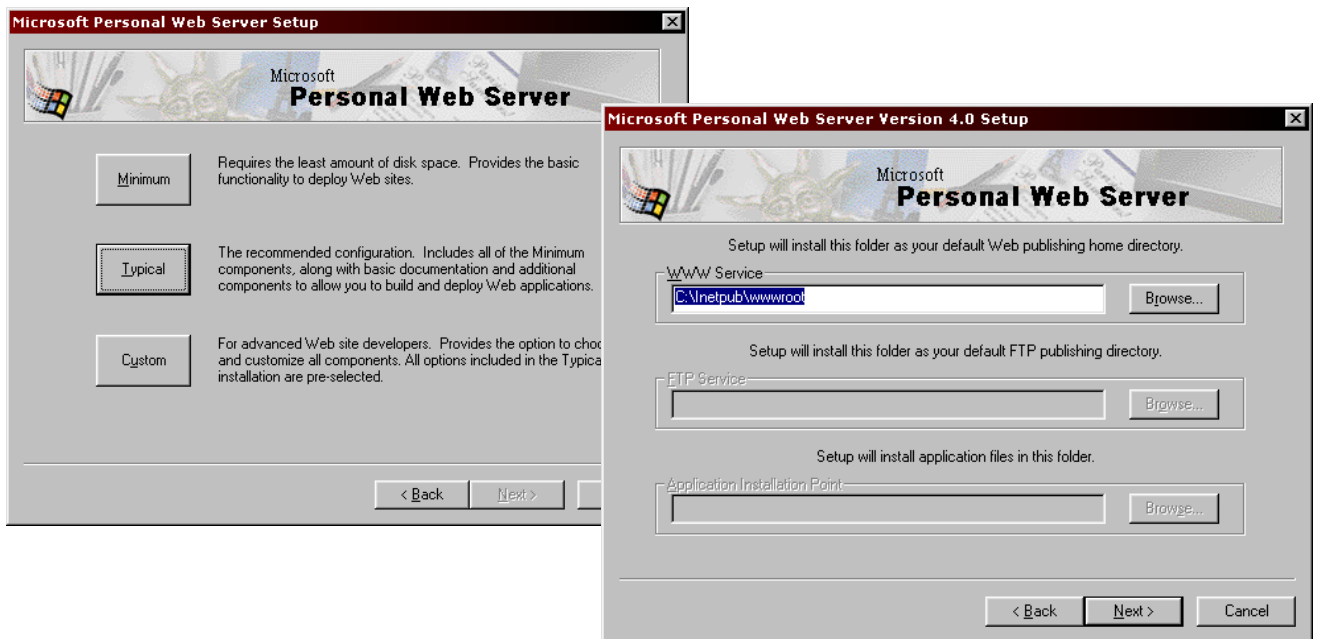 Microsoft Personal Web Server Setup
Microsoft
Personal Web Server
Minimum
Requires the least amount of disk space. Provides the basic
functionality to deploy Web sites.
Typical
The recommended configuration. Includes all of the Minimum
components, along with basic documentation and additional
components to allow you to build and deploy Web applications.
Custom
For advanced Web site developers. Provides the option to
and customize all components. All options included in the
installation are pre-selected.
< Back
Next >
Microsoft Personal Web Server Version 4.0 Setup
Microsoft
Personal Web Server
Setup will install this folder as your default Web publishing home directory.
WWW Service
C:\Inetpub\wwwroot
Browse...
Setup will install this folder as your default FTP publishing directory.
FTP Service
Browse...
Setup will install application files in this folder.
Application Installation Point
Browse...
< Back
Next >
Cancel